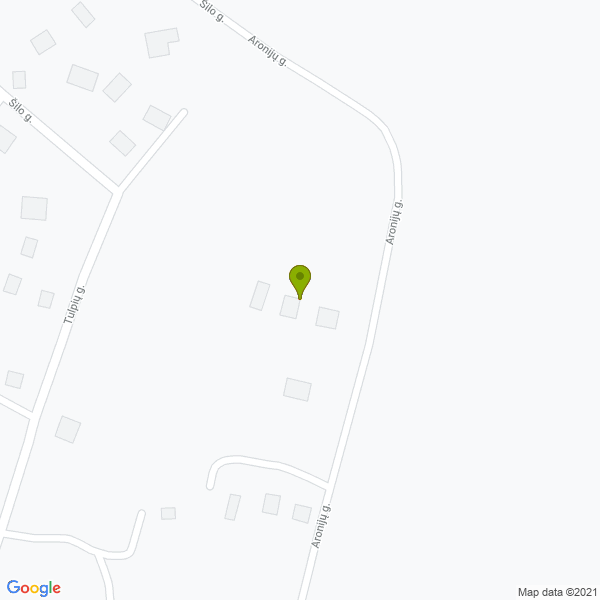 Šilo g.
Aronijų g.
Šilo g.
Aronijų g.
Tulpių g.
Aronijų g.
Google
Map data ©2021